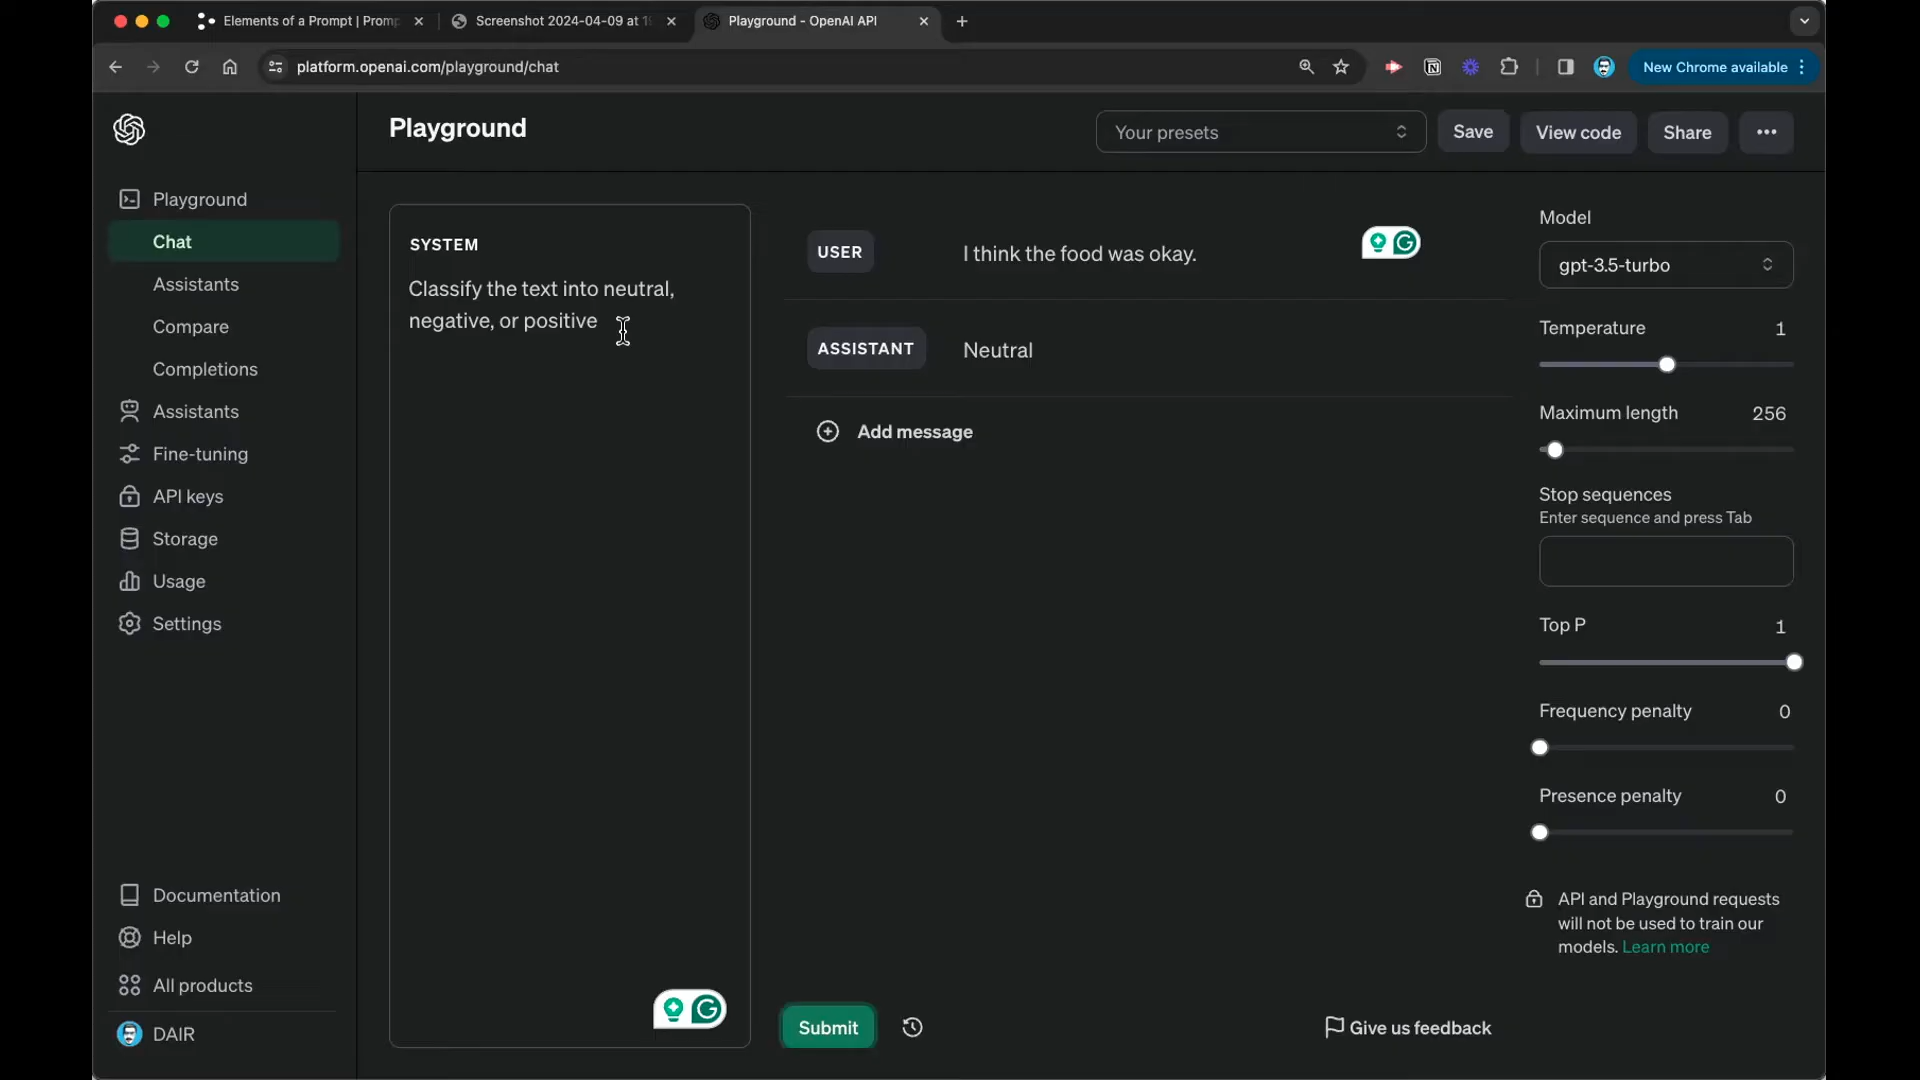 Elements of a Prompt | Promp
Screenshot 2024-04-09 at 1
Playground - OpenAI API
platform.openai.com/playground/chat
New Chrome available
Playground
Your presets
Save
View code
Share
Playground
Chat
Assistants
Compare
Completions
Assistants
Fine-tuning
API keys
Storage
Usage
Settings
Documentation
Help
All products
DAIR
SYSTEM
Classify the text into neutral,
negative, or positive
USER
I think the food was okay.
ASSISTANT
Neutral
Add message
Submit
Give us feedback
Model
gpt-3.5-turbo
Temperature 1
Maximum length 256
Stop sequences
Enter sequence and press Tab
Top P 1
Frequency penalty 0
Presence penalty 0
API and Playground requests
will not be used to train our
models. Learn more